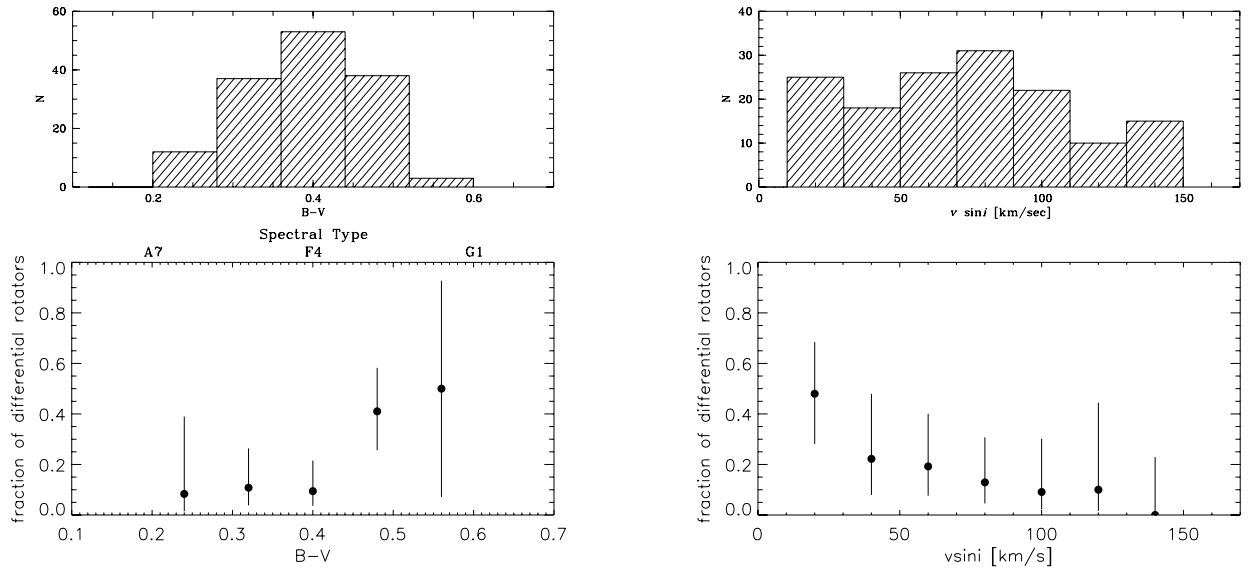 60
40
20
0
N
0.2 0.4 0.6
B-V
40
30
20
10
0
N
0 50 100 150
v sini [km/sec]
Spectral Type
A7 F4 G1
1.0
0.8
0.6
0.4
0.2
0.0
fraction of differential rotators
0.1 0.2 0.3 0.4 0.5 0.6 0.7
B-V
1.0
0.8
0.6
0.4
0.2
0.0
fraction of differential rotators
0 50 100 150
vsini [km/s]